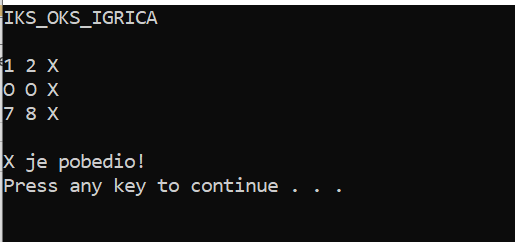 IKS_OKS_IGRICA
1 2 X
O O X
7 8 X
X je pobedio!
Press any key to continue . . .